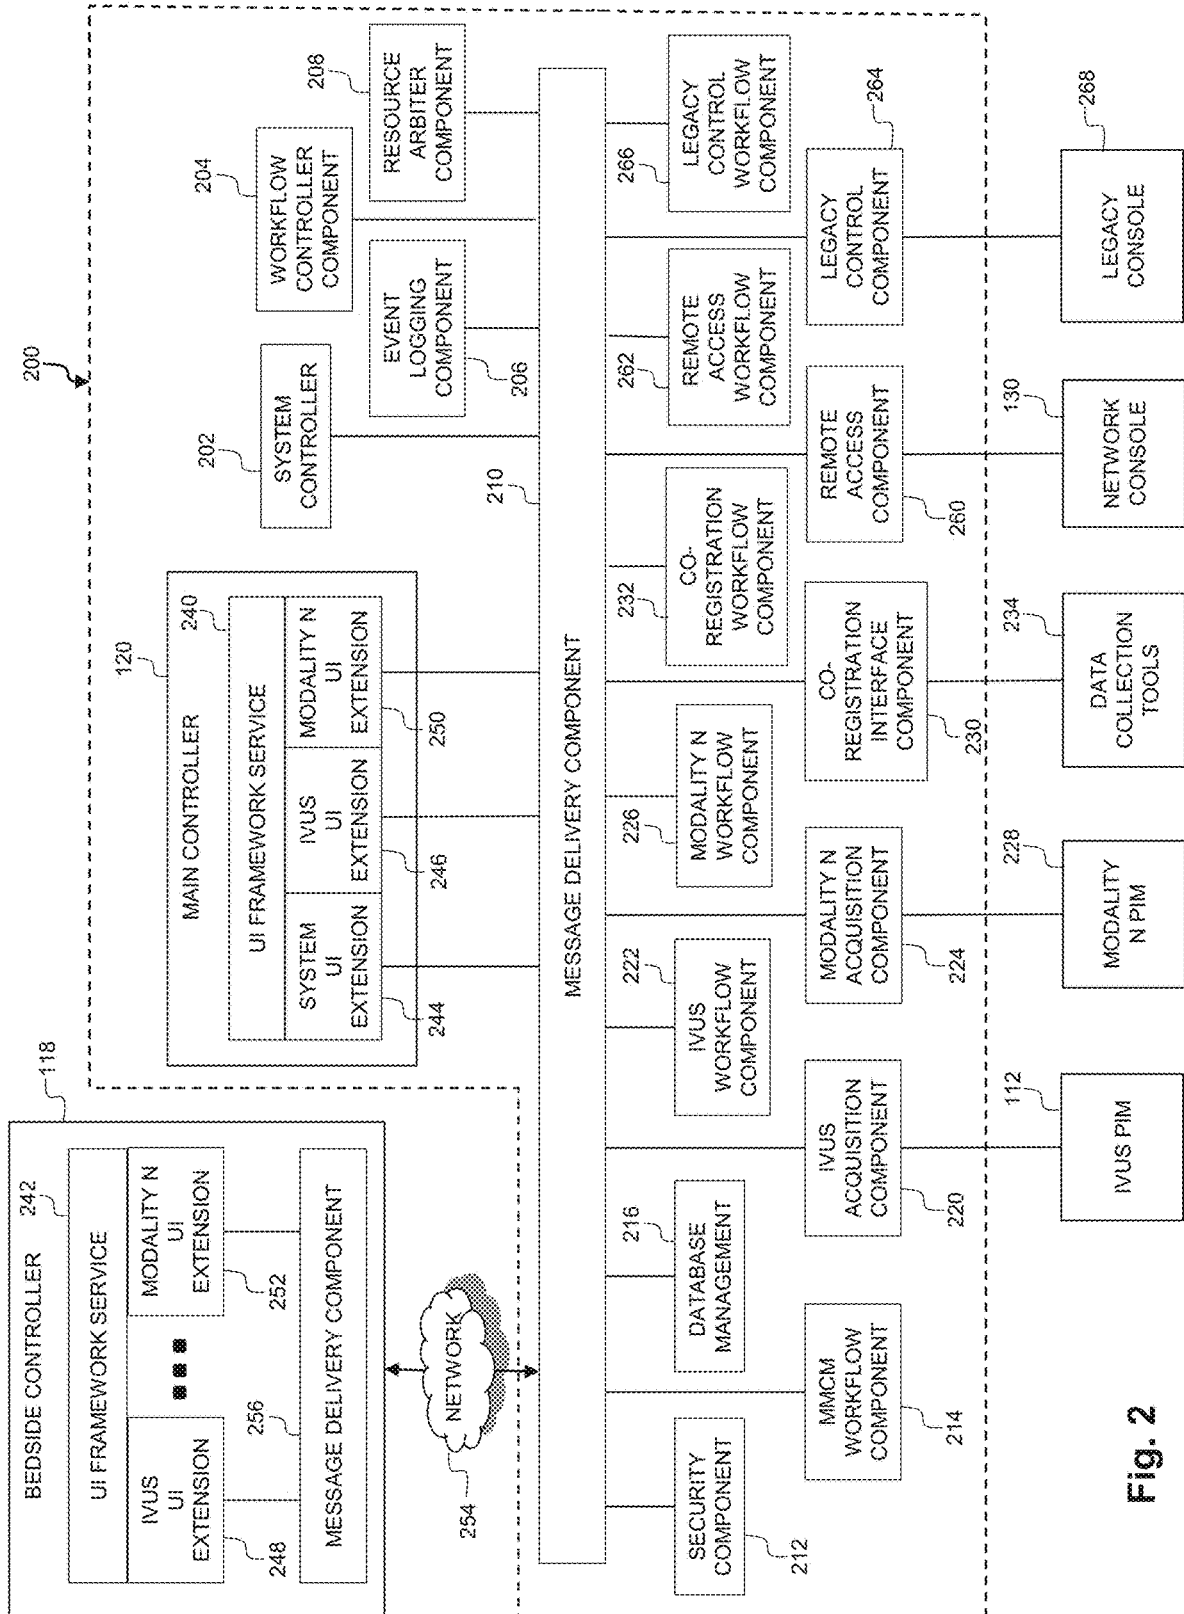 200
BEDSIDE CONTROLLER
118
UI FRAMEWORK SERVICE
242
IVUS
UI
EXTENSION
248
MODALITY N
UI
EXTENSION
252
256
MESSAGE DELIVERY COMPONENT
NETWORK
254
MAIN CONTROLLER
120
UI FRAMEWORK SERVICE
240
SYSTEM
UI
EXTENSION
244
IVUS
UI
EXTENSION
246
MODALITY N
UI
EXTENSION
250
202
SYSTEM
CONTROLLER
204
WORKFLOW
CONTROLLER
COMPONENT
EVENT
LOGGING
COMPONENT
206
208
RESOURCE
ARBITER
COMPONENT
MESSAGE DELIVERY COMPONENT
210
SECURITY
COMPONENT
212
DATABASE
MANAGEMENT
216
IVUS
WORKFLOW
COMPONENT
222
226
MODALITY N
WORKFLOW
COMPONENT
232
CO-
REGISTRATION
WORKFLOW
COMPONENT
262
REMOTE
ACCESS
WORKFLOW
COMPONENT
266
LEGACY
CONTROL
WORKFLOW
COMPONENT
MMCM
WORKFLOW
COMPONENT
214
IVUS
ACQUISITION
COMPONENT
220
MODALITY N
ACQUISITION
COMPONENT
224
CO-
REGISTRATION
INTERFACE
COMPONENT
230
REMOTE
ACCESS
COMPONENT
260
LEGACY
CONTROL
COMPONENT
264
IVUS PIM
112
MODALITY
N PIM
228
DATA
COLLECTION
TOOLS
234
NETWORK
CONSOLE
130
LEGACY
CONSOLE
268
Fig. 2